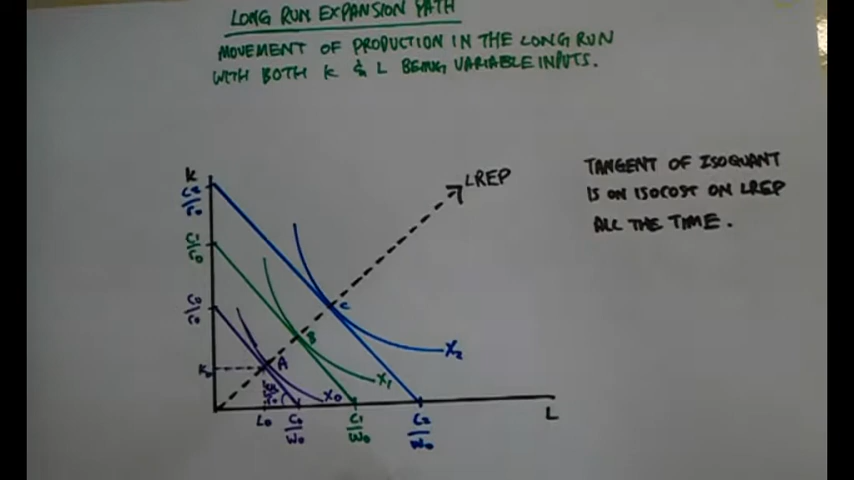 LONG RUN EXPANSION PATH
MOVEMENT OF PRODUCTION IN THE LONG RUN
WITH BOTH K & L BEING VARIABLE INPUTS.
TANGENT OF ISOQUANT
IS ON ISOCOST ON LREP
ALL THE TIME.
K
LREP
C
B
A
X2
X1
X0
K0
L0
L